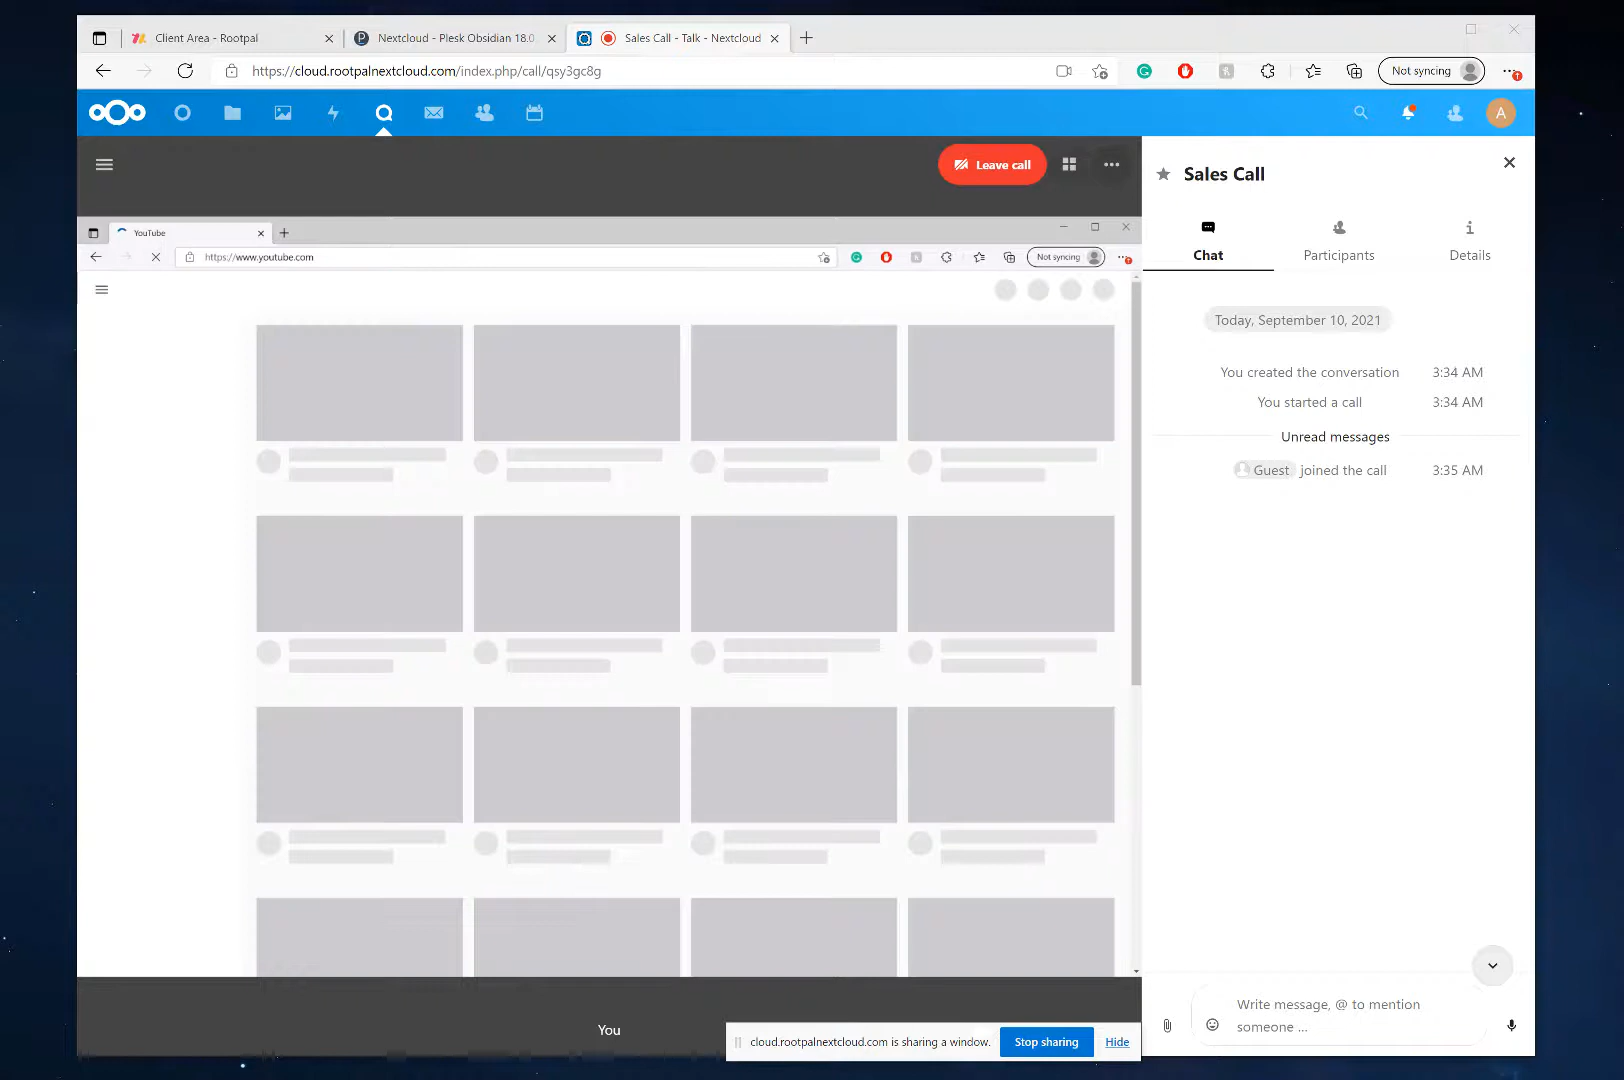 Client Area - Rootpal
Nextcloud - Plesk Obsidian 18.0
Sales Call - Talk - Nextcloud
https://cloud.rootpalnextcloud.com/index.php/call/qsy3gc8g
Not syncing
A
Leave call
YouTube
https://www.youtube.com
Not syncing
Sales Call
Chat
Participants
Details
Today, September 10, 2021
You created the conversation 3:34 AM
You started a call 3:34 AM
Unread messages
Guest joined the call 3:35 AM
Write message, @ to mention
someone ...
You
cloud.rootpalnextcloud.com is sharing a window.
Stop sharing
Hide